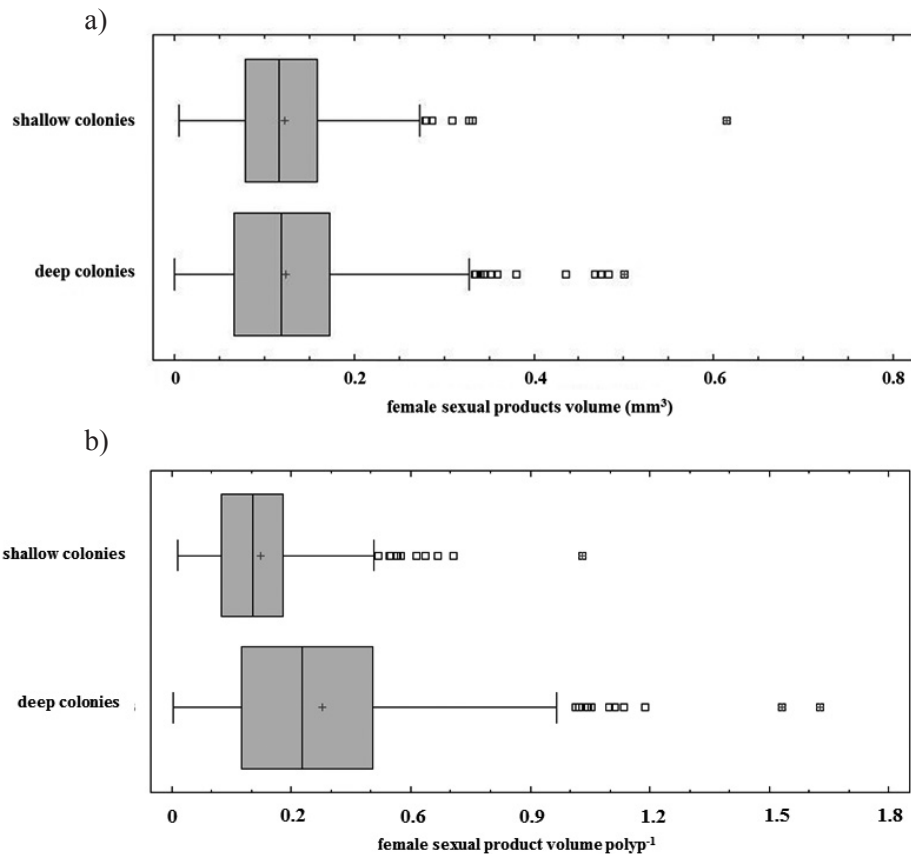 a)
shallow colonies
deep colonies
0 0.2 0.4 0.6 0.8
female sexual products volume (mm³)
b)
shallow colonies
deep colonies
0 0.2 0.6 0.9 1.2 1.5 1.8
female sexual product volume polyp⁻¹